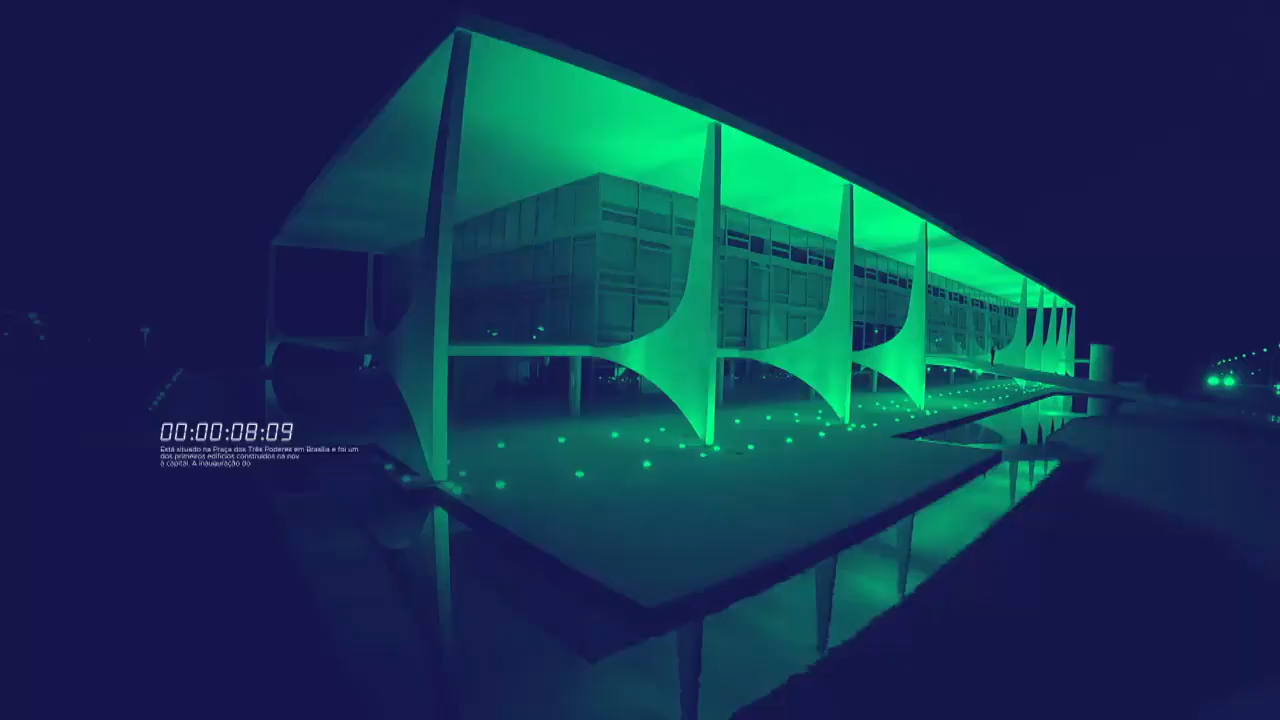 00:00:08:09
Está situado na Praça dos Três Poderes em Brasília e foi um
dos primeiros edifícios construídos na nov
a capital. A inauguração do